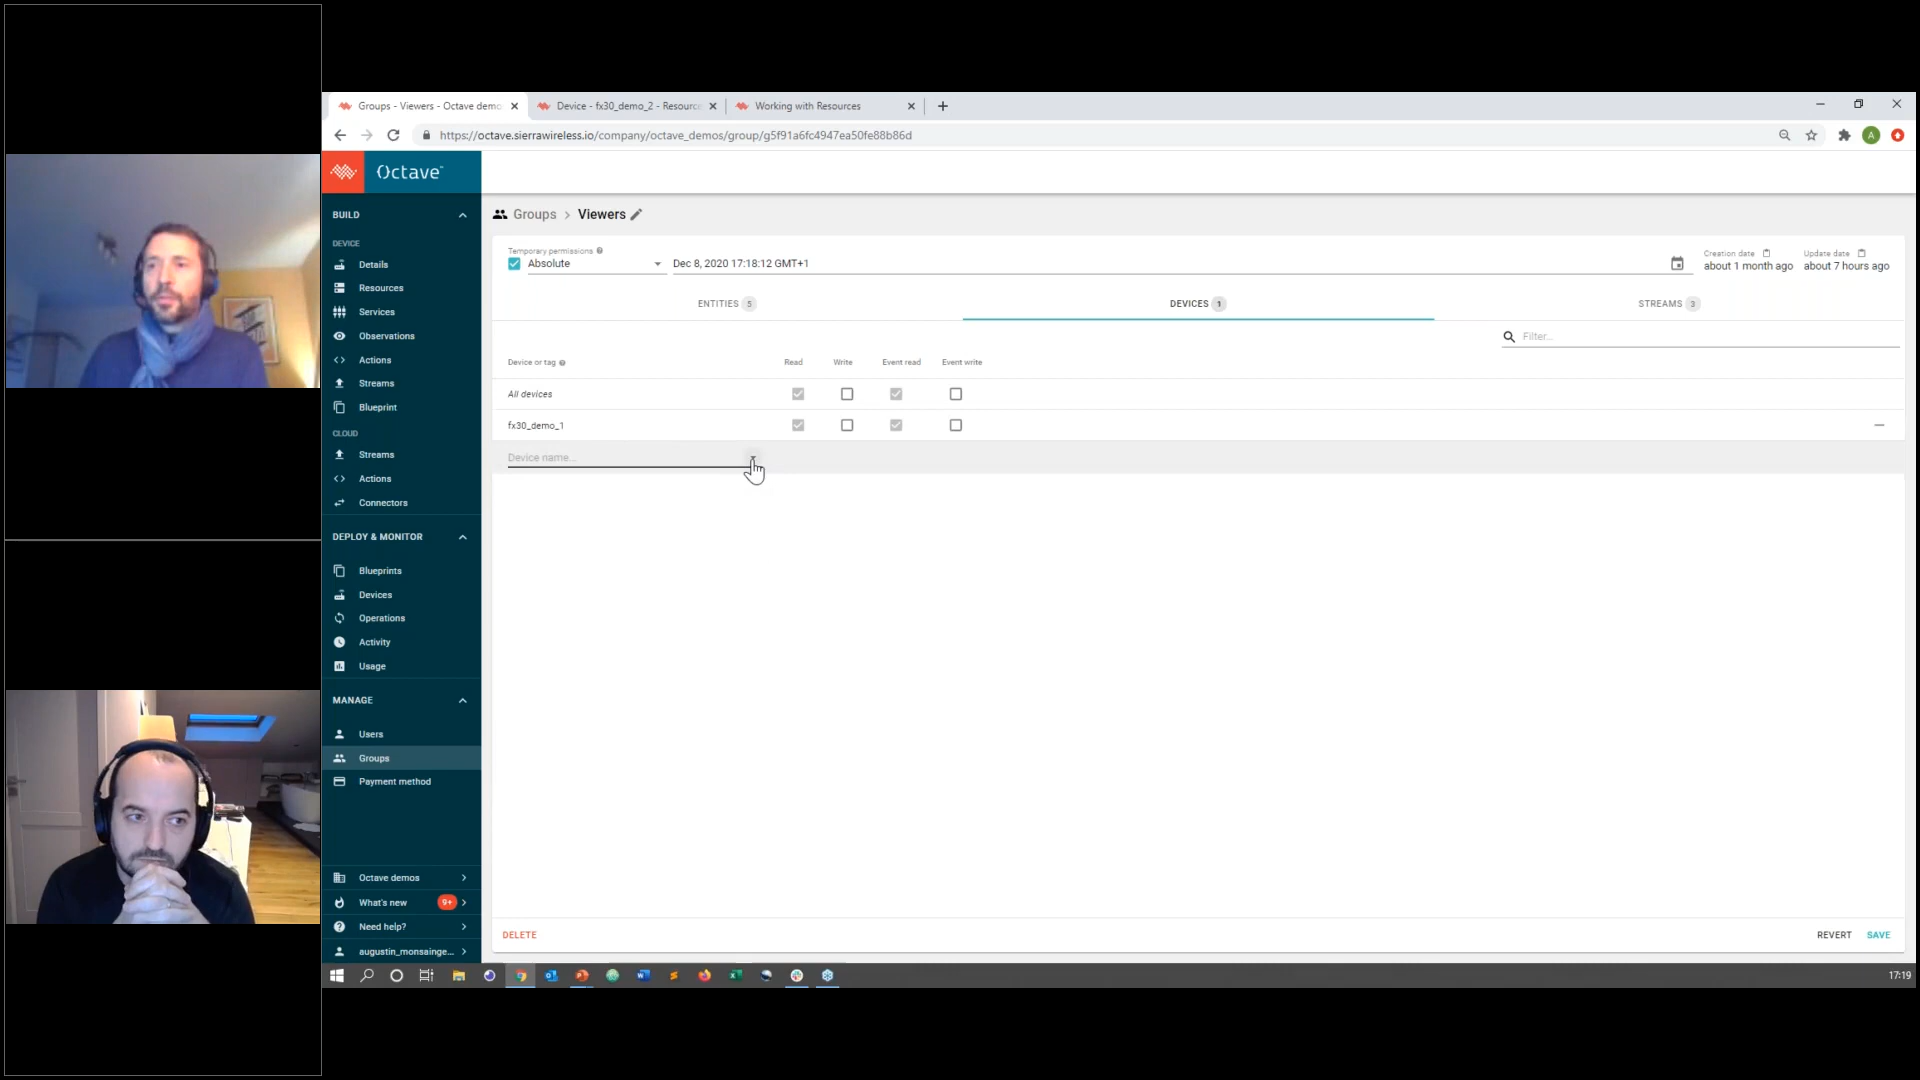 Groups - Viewers - Octave demo
Device - fx30_demo_2 - Resourc
Working with Resources
https://octave.sierrawireless.io/company/octave_demos/group/g5f91a6fc4947ea50fe88b86d
A
Octave
BUILD
DEVICE
Details
Resources
Services
Observations
Actions
Streams
Blueprint
CLOUD
Streams
Actions
Connectors
DEPLOY & MONITOR
Blueprints
Devices
Operations
Activity
Usage
MANAGE
Users
Groups
Payment method
Octave demos
What's new 9+
Need help?
augustin_monsainge...
Groups > Viewers
Temporary permissions
Absolute
Dec 8, 2020 17:18:12 GMT+1
Creation date
about 1 month ago
Update date
about 7 hours ago
ENTITIES 5
DEVICES 1
STREAMS 3
Filter...
Device or tag
Read
Write
Event read
Event write
All devices
fx30_demo_1
Device name...
DELETE
REVERT
SAVE
17:19